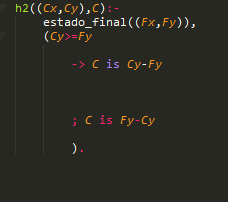 h2((Cx,Cy),C):-
estado_final((Fx,Fy)),
(Cy>=Fy
-> C is Cy-Fy
; C is Fy-Cy
).